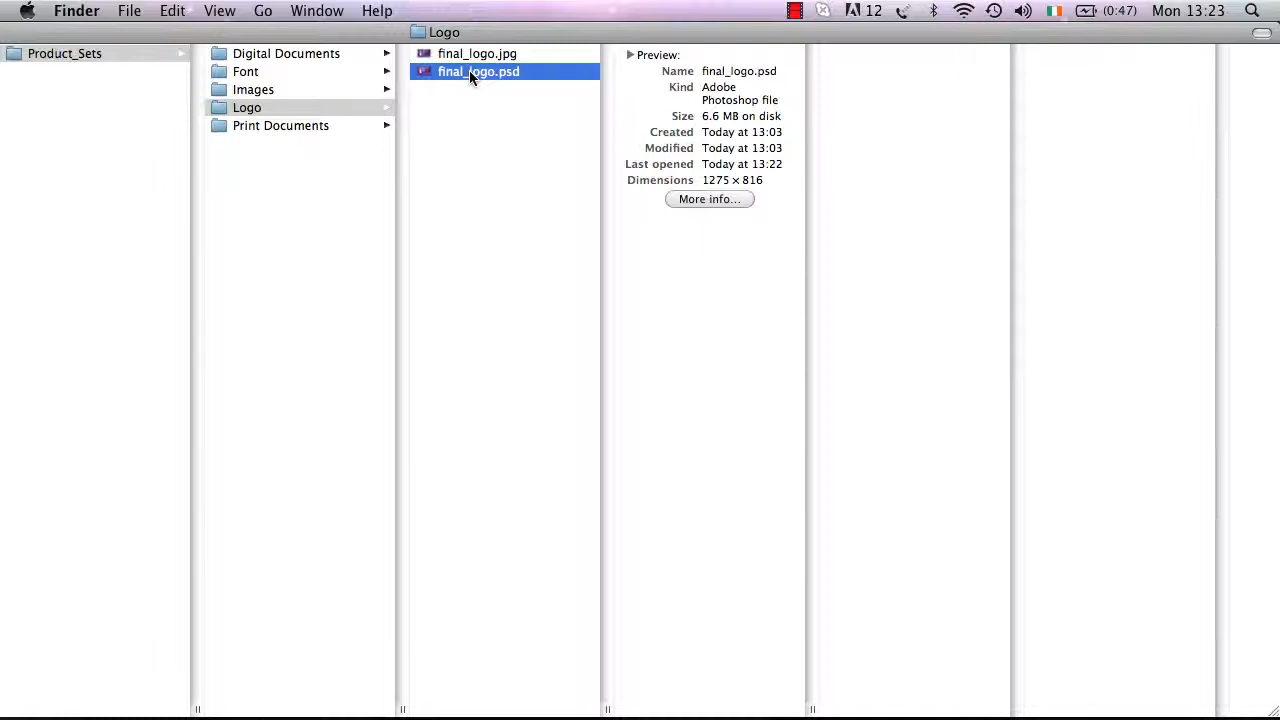 Finder File Edit View Go Window Help 12 (0:47) Mon 13:23
Logo
Product_Sets
Digital Documents
Font
Images
Logo
Print Documents
final_logo.jpg
final_logo.psd
Preview:
Name final_logo.psd
Kind Adobe
Photoshop file
Size 6.6 MB on disk
Created Today at 13:03
Modified Today at 13:03
Last opened Today at 13:22
Dimensions 1275 × 816
More info...